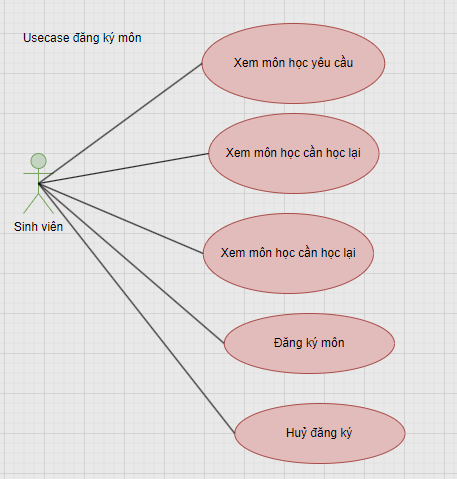 Usecase đăng ký môn
Xem môn học yêu cầu
Xem môn học cần học lại
Sinh viên
Xem môn học cần học lại
Đăng ký môn
Huỷ đăng ký